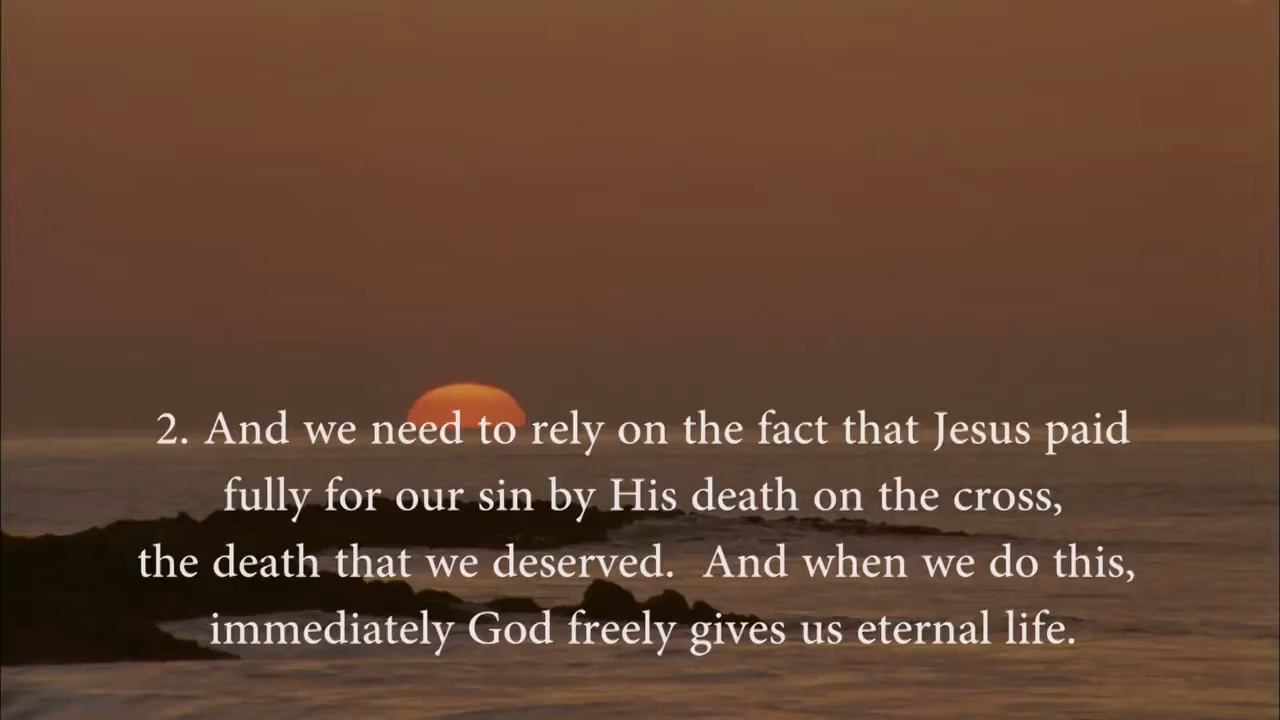 2. And we need to rely on the fact that Jesus paid
fully for our sin by His death on the cross,
the death that we deserved.  And when we do this,
immediately God freely gives us eternal life.